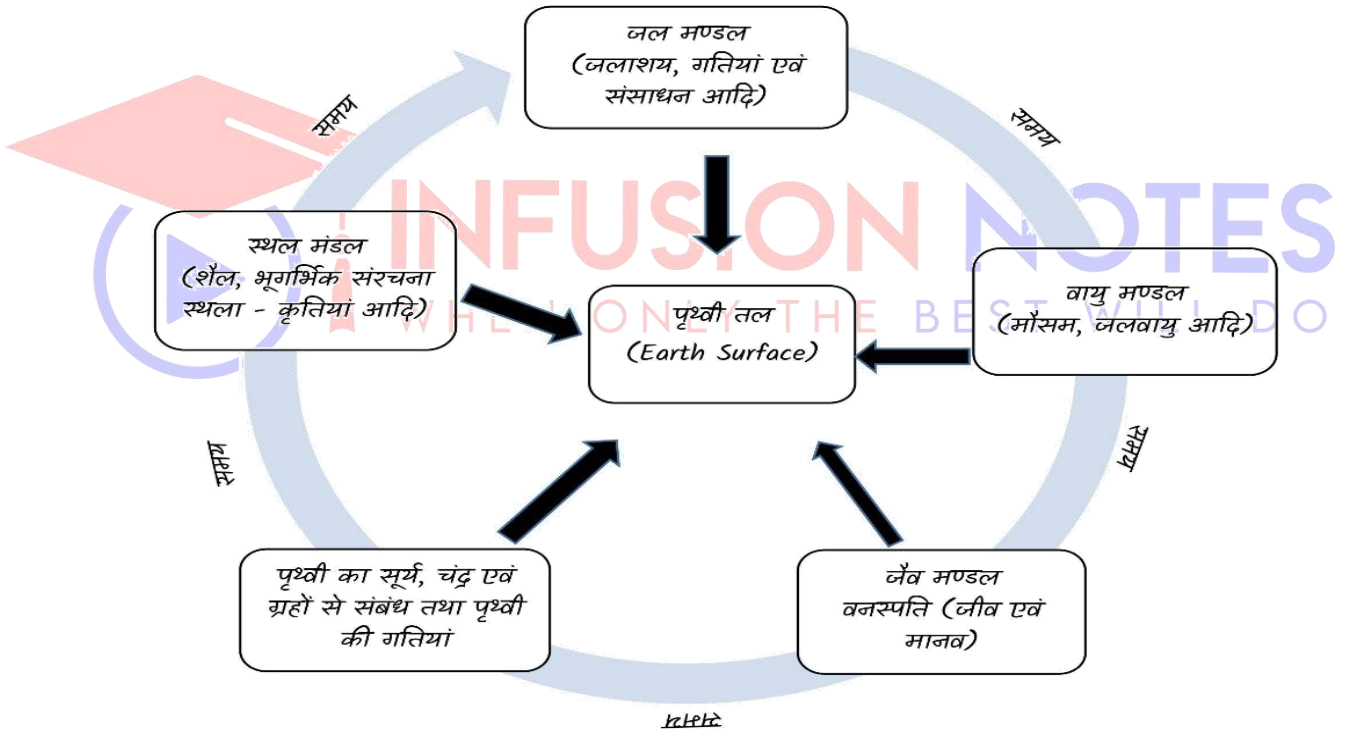 जल मण्डल
(जलाशय, गतियां एवं
संसाधन आदि)
समय
समय
INFUSION NOTES
WHEN ONLY THE BEST WILL DO
स्थल मंडल
(शैल, भूगर्भिक संरचना
स्थला - कृतियां आदि)
पृथ्वी तल
(Earth Surface)
वायु मण्डल
(मौसम, जलवायु आदि)
समय
समय
पृथ्वी का सूर्य, चंद्र एवं
ग्रहों से संबंध तथा पृथ्वी
की गतियां
जैव मण्डल
वनस्पति (जीव एवं
मानव)
समय